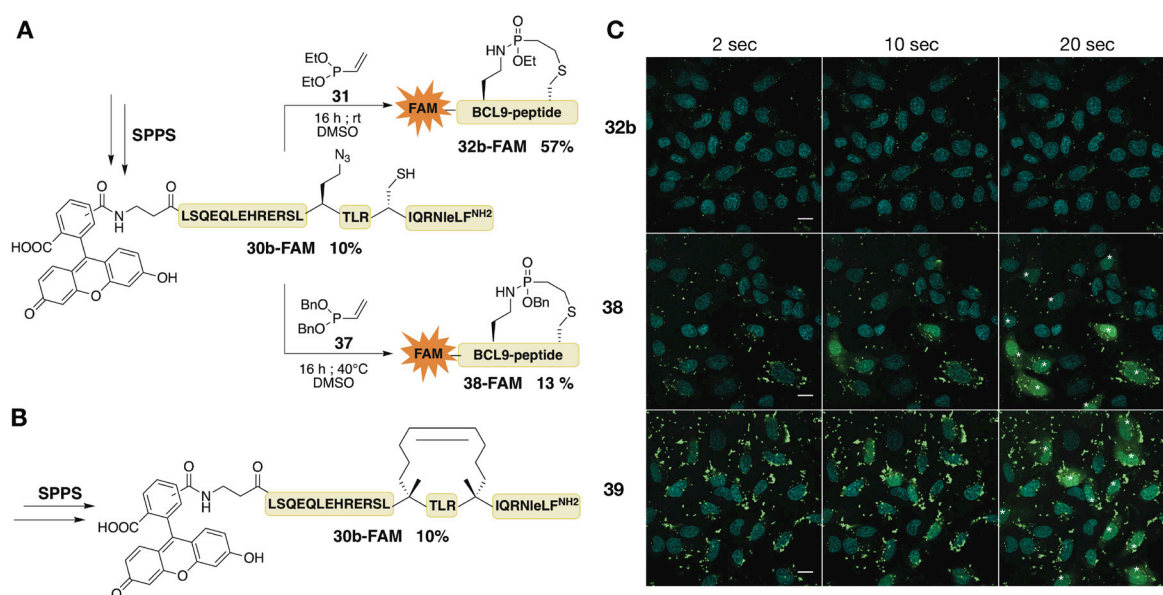 A
SPPS
EtO
P
EtO
31
16 h ; rt
DMSO
O
HN P
OEt
S
FAM
BCL9-peptide
32b-FAM 57%
N3
SH
O
N
H
O
LSQEQLEHRERSL
TLR
IQRNleLFNH2
HOOC
30b-FAM 10%
O
O
OH
BnO
P
BnO
37
16 h ; 40°C
DMSO
O
HN P
OBn
S
FAM
BCL9-peptide
38-FAM 13 %
B
SPPS
O
N
H
O
LSQEQLEHRERSL
TLR
IQRNleLFNH2
HOOC
30b-FAM 10%
O
O
OH
C
2 sec 10 sec 20 sec
32b
38
* * * * * * * * * *
39
* * * * * * * * * *